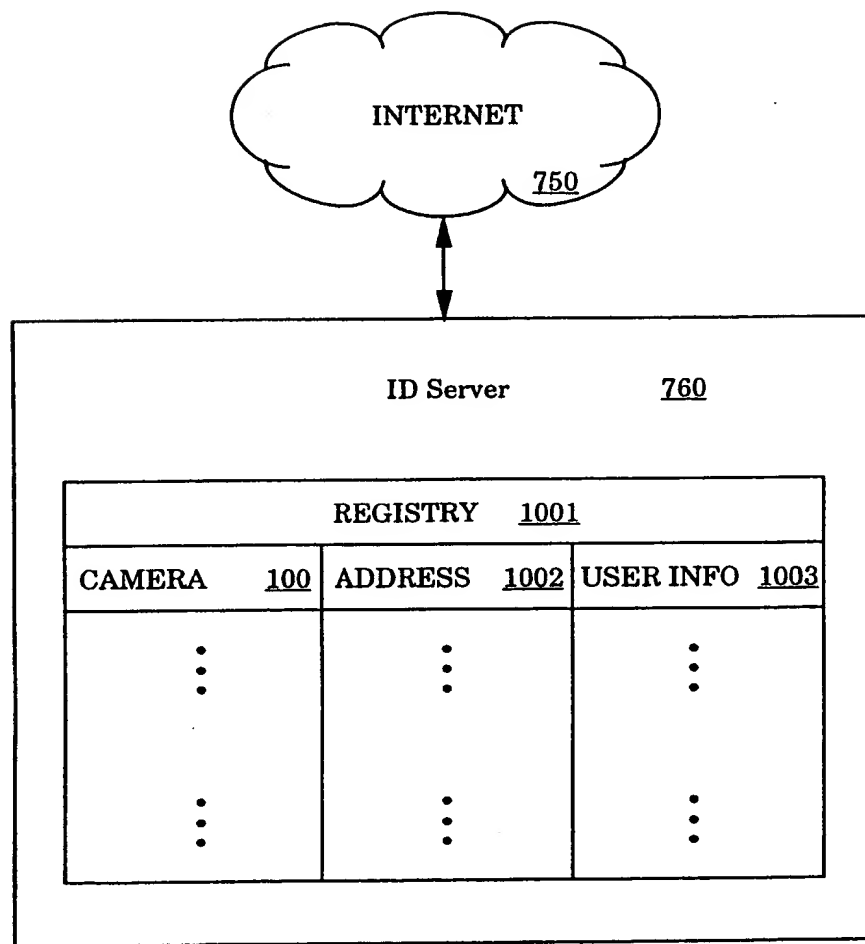 INTERNET
750
ID Server 760
REGISTRY 1001
CAMERA 100 ADDRESS 1002 USER INFO 1003